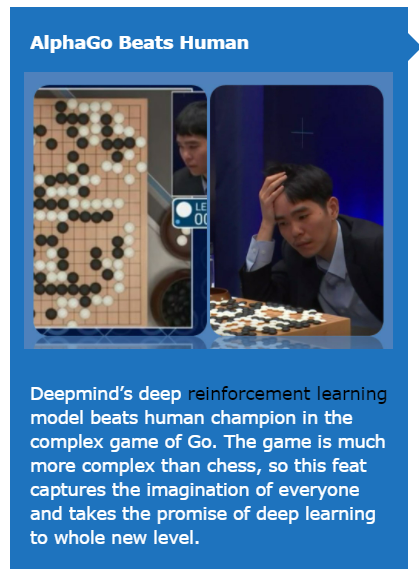 AlphaGo Beats Human
LE
00
Deepmind’s deep reinforcement learning
model beats human champion in the
complex game of Go. The game is much
more complex than chess, so this feat
captures the imagination of everyone
and takes the promise of deep learning
to whole new level.